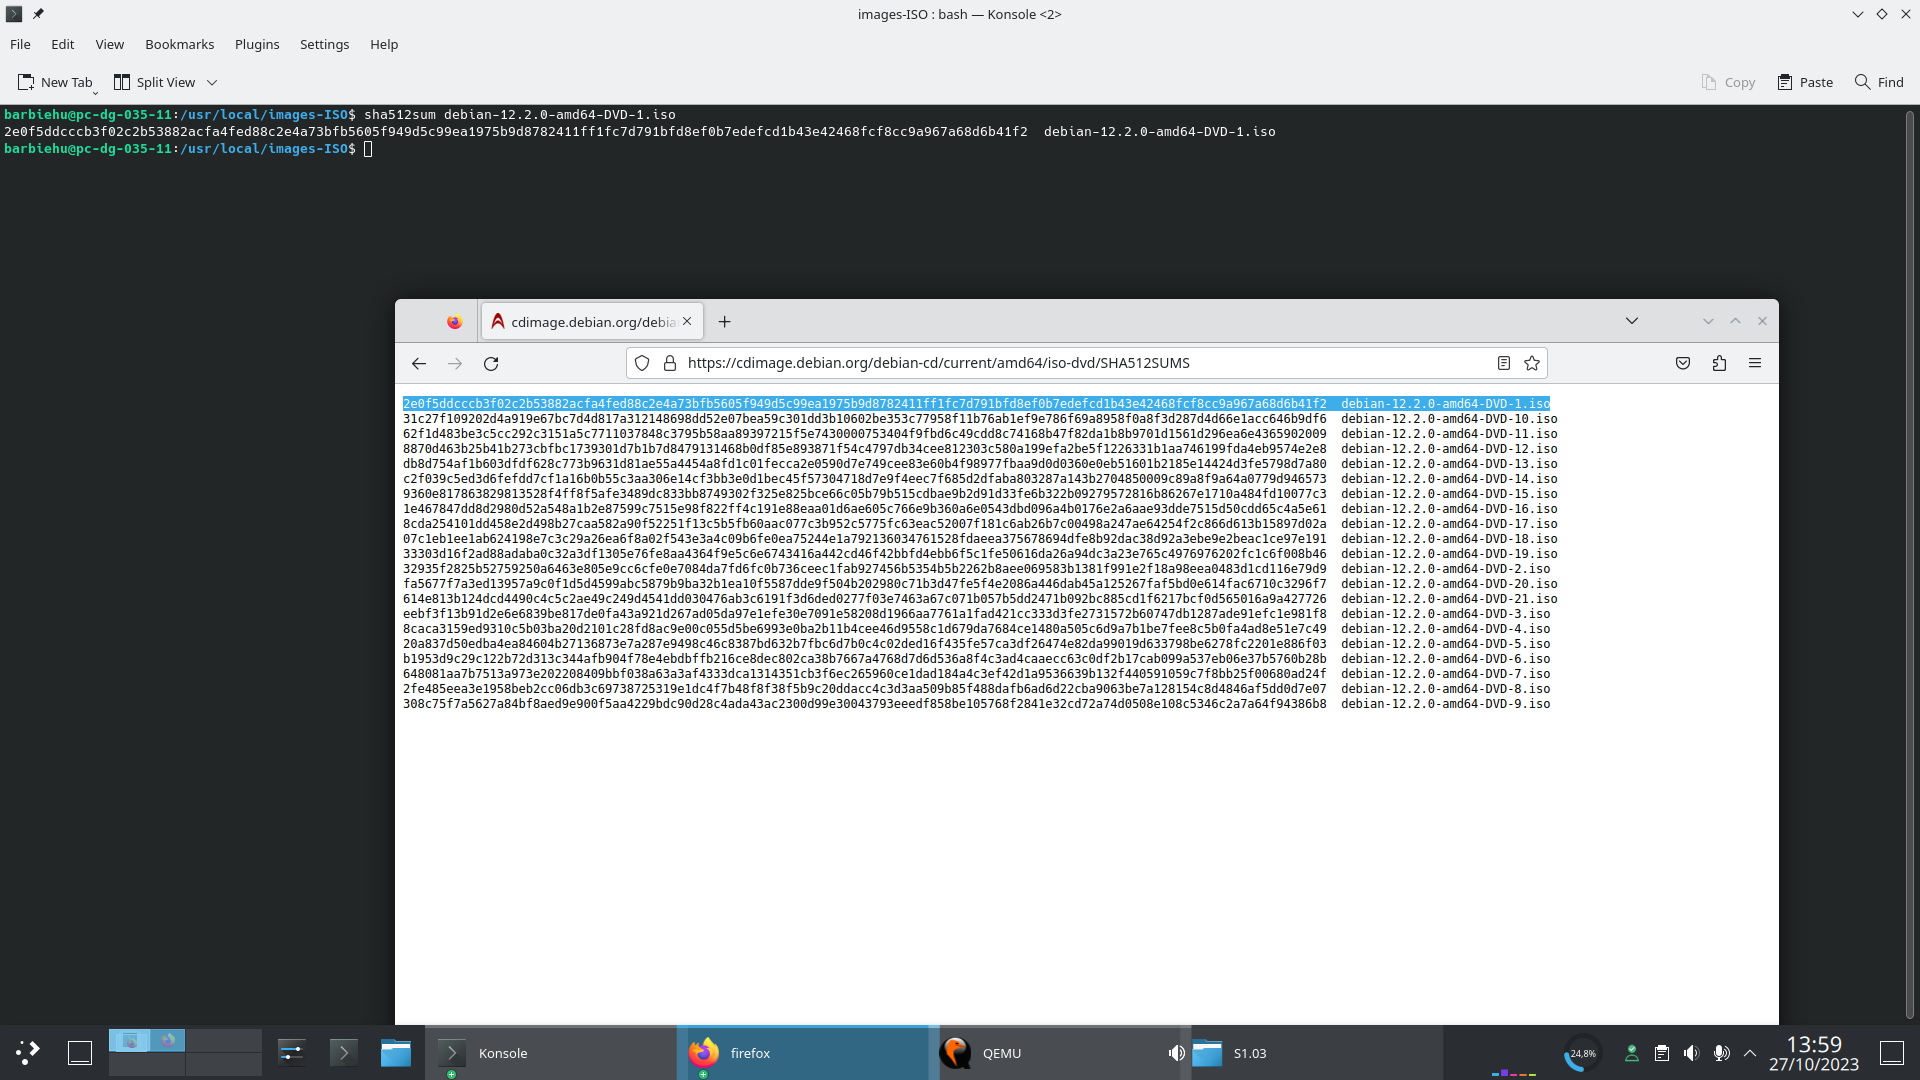 images-ISO : bash — Konsole <2>
File Edit View Bookmarks Plugins Settings Help
New Tab Split View Copy Paste Find
barbiehu@pc-dg-035-11:/usr/local/images-ISO$ sha512sum debian-12.2.0-amd64-DVD-1.iso
2e0f5ddcccb3f02c2b53882acfa4fed88c2e4a73bfb5605f949d5c99ea1975b9d8782411ff1fc7d791bfd8ef0b7edefcd1b43e42468fcf8cc9a967a68d6b41f2  debian-12.2.0-amd64-DVD-1.iso
barbiehu@pc-dg-035-11:/usr/local/images-ISO$
cdimage.debian.org/debia
https://cdimage.debian.org/debian-cd/current/amd64/iso-dvd/SHA512SUMS
2e0f5ddcccb3f02c2b53882acfa4fed88c2e4a73bfb5605f949d5c99ea1975b9d8782411ff1fc7d791bfd8ef0b7edefcd1b43e42468fcf8cc9a967a68d6b41f2  debian-12.2.0-amd64-DVD-1.iso
31c27f109202d4a919e67bc7d4d817a312148698dd52e07bea59c301dd3b10602be353c77958f11b76ab1ef9e786f69a8958f0a8f3d287d4d66e1acc646b9df6  debian-12.2.0-amd64-DVD-10.iso
62f1d483be3c5cc292c3151a5c7711037848c3795b58aa89397215f5e7430000753404f9fbd6c49cdd8c74168b47f82da1b8b9701d1561d296ea6e4365902009  debian-12.2.0-amd64-DVD-11.iso
8870d463b25b41b273cbfbc1739301d7b1b7d8479131468b0df85e893871f54c4797db34cee812303c580a199efa2be5f1226331b1aa746199fda4eb9574e2e8  debian-12.2.0-amd64-DVD-12.iso
db8d754af1b603dfdf628c773b9631d81ae55a4454a8fd1c01fecca2e0590d7e749cee83e60b4f98977fbaa9d0d0360e0eb51601b2185e14424d3fe5798d7a80  debian-12.2.0-amd64-DVD-13.iso
c2f039c5ed3d6fefdd7cf1a16b0b55c3aa306e14cf3bb3e0d1bec45f57304718d7e9f4eec7f685d2dfaba803287a143b2704850009c89a8f9a64a0779d946573  debian-12.2.0-amd64-DVD-14.iso
9360e817863829813528f4ff8f5afe3489dc833bb8749302f325e825bce66c05b79b515cdbae9b2d91d33fe6b322b09279572816b86267e1710a484fd10077c3  debian-12.2.0-amd64-DVD-15.iso
1e467847dd8d2980d52a548a1b2e87599c7515e98f822ff4c191e88eaa01d6ae605c766e9b360a6e0543dbd096a4b0176e2a6aae93dde7515d50cdd65c4a5e61  debian-12.2.0-amd64-DVD-16.iso
8cda254101dd458e2d498b27caa582a90f52251f13c5b5fb60aac077c3b952c5775fc63eac52007f181c6ab26b7c00498a247ae64254f2c866d613b15897d02a  debian-12.2.0-amd64-DVD-17.iso
07c1eb1ee1ab624198e7c3c29a26ea6f8a02f543e3a4c09b6fe0ea75244e1a792136034761528fdaeea375678694dfe8b92dac38d92a3ebe9e2beac1ce97e191  debian-12.2.0-amd64-DVD-18.iso
33303d16f2ad88adaba0c32a3df1305e76fe8aa4364f9e5c6e6743416a442cd46f42bbfd4ebb6f5c1fe50616da26a94dc3a23e765c4976976202fc1c6f008b46  debian-12.2.0-amd64-DVD-19.iso
32935f2825b52759250a6463e805e9cc6cfe0e7084da7fd6fc0b736ceec1fab927456b5354b5b2262b8aee069583b1381f991e2f18a98eea0483d1cd116e79d9  debian-12.2.0-amd64-DVD-2.iso
fa5677f7a3ed13957a9c0f1d5d4599abc5879b9ba32b1ea10f5587dde9f504b202980c71b3d47fe5f4e2086a446dab45a125267faf5bd0e614fac6710c3296f7  debian-12.2.0-amd64-DVD-20.iso
614e813b124dcd4490c4c5c2ae49c249d4541dd030476ab3c6191f3d6ded0277f03e7463a67c071b057b5dd2471b092bc885cd1f6217bcf0d565016a9a427726  debian-12.2.0-amd64-DVD-21.iso
eebf3f13b91d2e6e6839be817de0fa43a921d267ad05da97e1efe30e7091e58208d1966aa7761a1fad421cc333d3fe2731572b60747db1287ade91efc1e981f8  debian-12.2.0-amd64-DVD-3.iso
8caca3159ed9310c5b03ba20d2101c28fd8ac9e00c055d5be6993e0ba2b11b4cee46d9558c1d679da7684ce1480a505c6d9a7b1be7fee8c5b0fa4ad8e51e7c49  debian-12.2.0-amd64-DVD-4.iso
20a837d50edba4ea84604b27136873e7a287e9498c46c8387bd632b7fbc6d7b0c4c02ded16f435fe57ca3df26474e82da99019d633798be6278fc2201e886f03  debian-12.2.0-amd64-DVD-5.iso
b1953d9c29c122b72d313c344afb904f78e4ebdbffb216ce8dec802ca38b7667a4768d7d6d536a8f4c3ad4caaecc63c0df2b17cab099a537eb06e37b5760b28b  debian-12.2.0-amd64-DVD-6.iso
648081aa7b7513a973e202208409bbf038a63a3af4333dca1314351cb3f6ec265960ce1dad184a4c3ef42d1a9536639b132f440591059c7f8bb25f00680ad24f  debian-12.2.0-amd64-DVD-7.iso
2fe485eea3e1958beb2cc06db3c69738725319e1dc4f7b48f8f38f5b9c20ddacc4c3d3aa509b85f488dafb6ad6d22cba9063be7a128154c8d4846af5dd0d7e07  debian-12.2.0-amd64-DVD-8.iso
308c75f7a5627a84bf8aed9e900f5aa4229bdc90d28c4ada43ac2300d99e30043793eeedf858be105768f2841e32cd72a74d0508e108c5346c2a7a64f94386b8  debian-12.2.0-amd64-DVD-9.iso
Konsole firefox QEMU S1.03 24,8% 13:59
27/10/2023